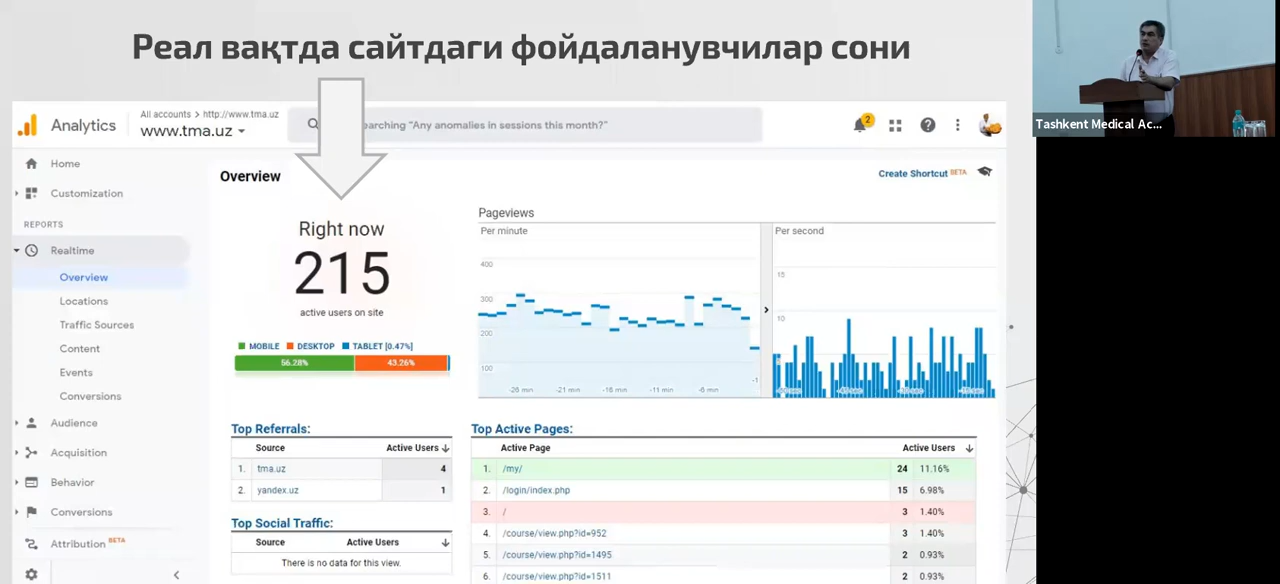 Реал вақтда сайтдаги фойдаланувчилар сони
Tashkent Medical Ac...
Analytics
All accounts > http://www.tma.uz
www.tma.uz
earching "Any anomalies in sessions this month?"
2
Home
Customization
REPORTS
Realtime
Overview
Locations
Traffic Sources
Content
Events
Conversions
Audience
Acquisition
Behavior
Conversions
Attribution BETA
Overview
Create Shortcut BETA
Right now
215
active users on site
MOBILE DESKTOP TABLET [0.47%]
56.28% 43.26%
Pageviews
Per minute
400
300
200
100
-26 min -21 min -16 min -11 min -6 min -1
Per second
15
10
Top Referrals:
Source Active Users
1. tma.uz 4
2. yandex.uz 1
Top Social Traffic:
Source Active Users
There is no data for this view.
Top Active Pages:
Active Page Active Users
1. /my/ 24 11.16%
2. /login/index.php 15 6.98%
3. / 3 1.40%
4. /course/view.php?id=952 3 1.40%
5. /course/view.php?id=1495 2 0.93%
6. /course/view.php?id=1511 2 0.93%